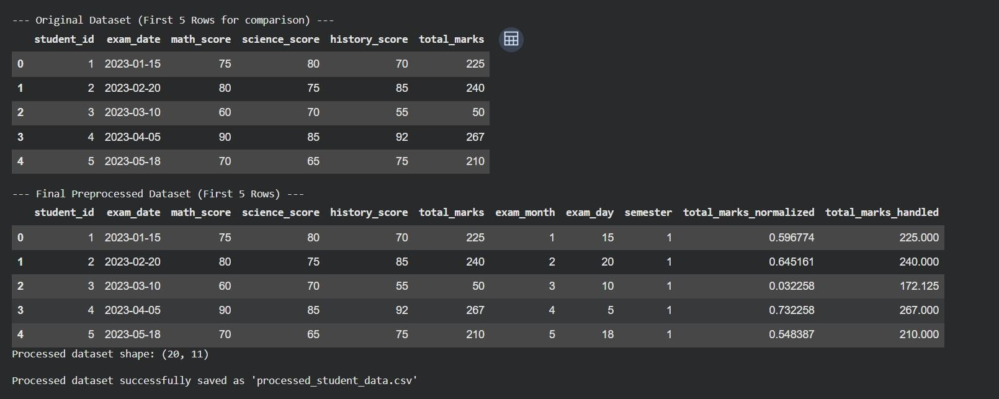 --- Original Dataset (First 5 Rows for comparison) ---
student_id exam_date math_score science_score history_score total_marks
0 1 2023-01-15 75 80 70 225
1 2 2023-02-20 80 75 85 240
2 3 2023-03-10 60 70 55 50
3 4 2023-04-05 90 85 92 267
4 5 2023-05-18 70 65 75 210
--- Final Preprocessed Dataset (First 5 Rows) ---
student_id exam_date math_score science_score history_score total_marks exam_month exam_day semester total_marks_normalized total_marks_handled
0 1 2023-01-15 75 80 70 225 1 15 1 0.596774 225.000
1 2 2023-02-20 80 75 85 240 2 20 1 0.645161 240.000
2 3 2023-03-10 60 70 55 50 3 10 1 0.032258 172.125
3 4 2023-04-05 90 85 92 267 4 5 1 0.732258 267.000
4 5 2023-05-18 70 65 75 210 5 18 1 0.548387 210.000
Processed dataset shape: (20, 11)
Processed dataset successfully saved as 'processed_student_data.csv'